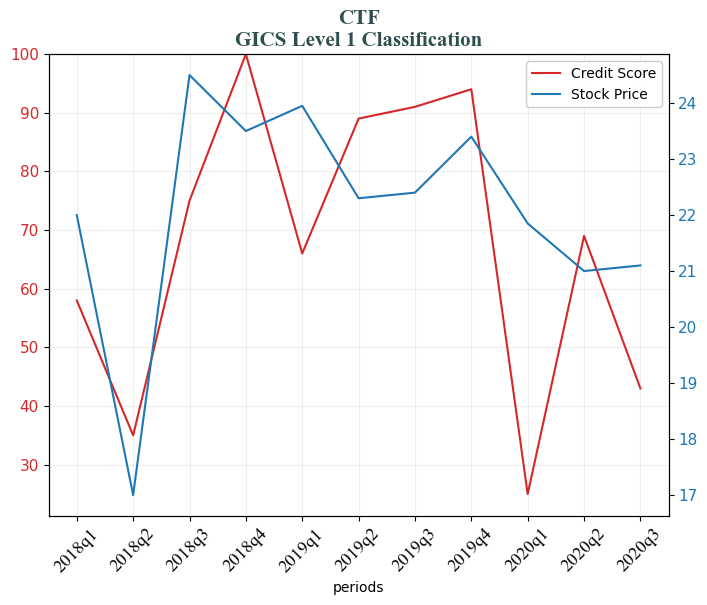 CTF
GICS Level 1 Classification
Credit Score
Stock Price
100
90
80
70
60
50
40
30
24
23
22
21
20
19
18
17
2018q1
2018q2
2018q3
2018q4
2019q1
2019q2
2019q3
2019q4
2020q1
2020q2
2020q3
periods